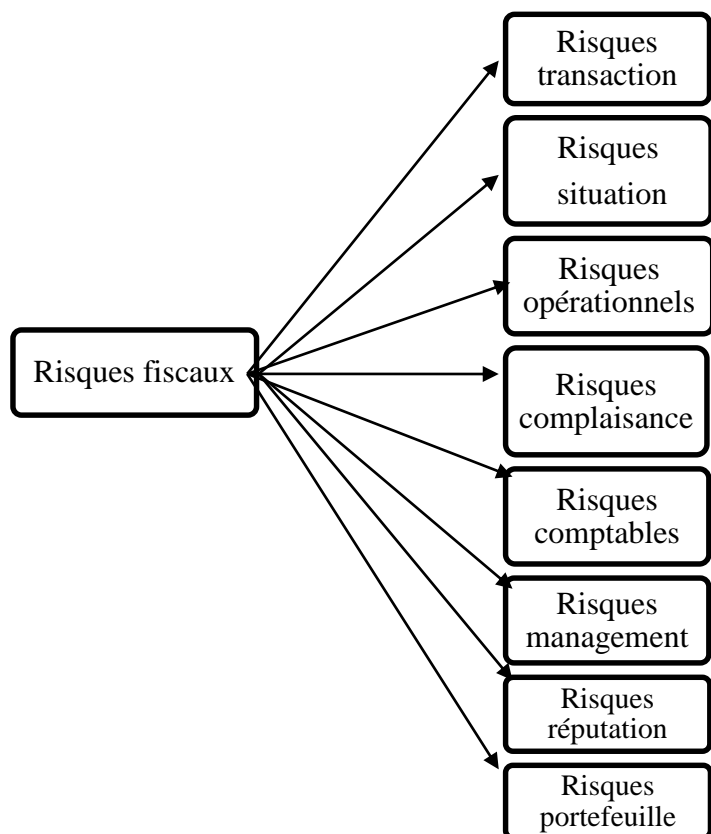 Risques
transaction
Risques
situation
Risques
opérationnels
Risques fiscaux
Risques
complaisance
Risques
comptables
Risques
management
Risques
réputation
Risques
portefeuille